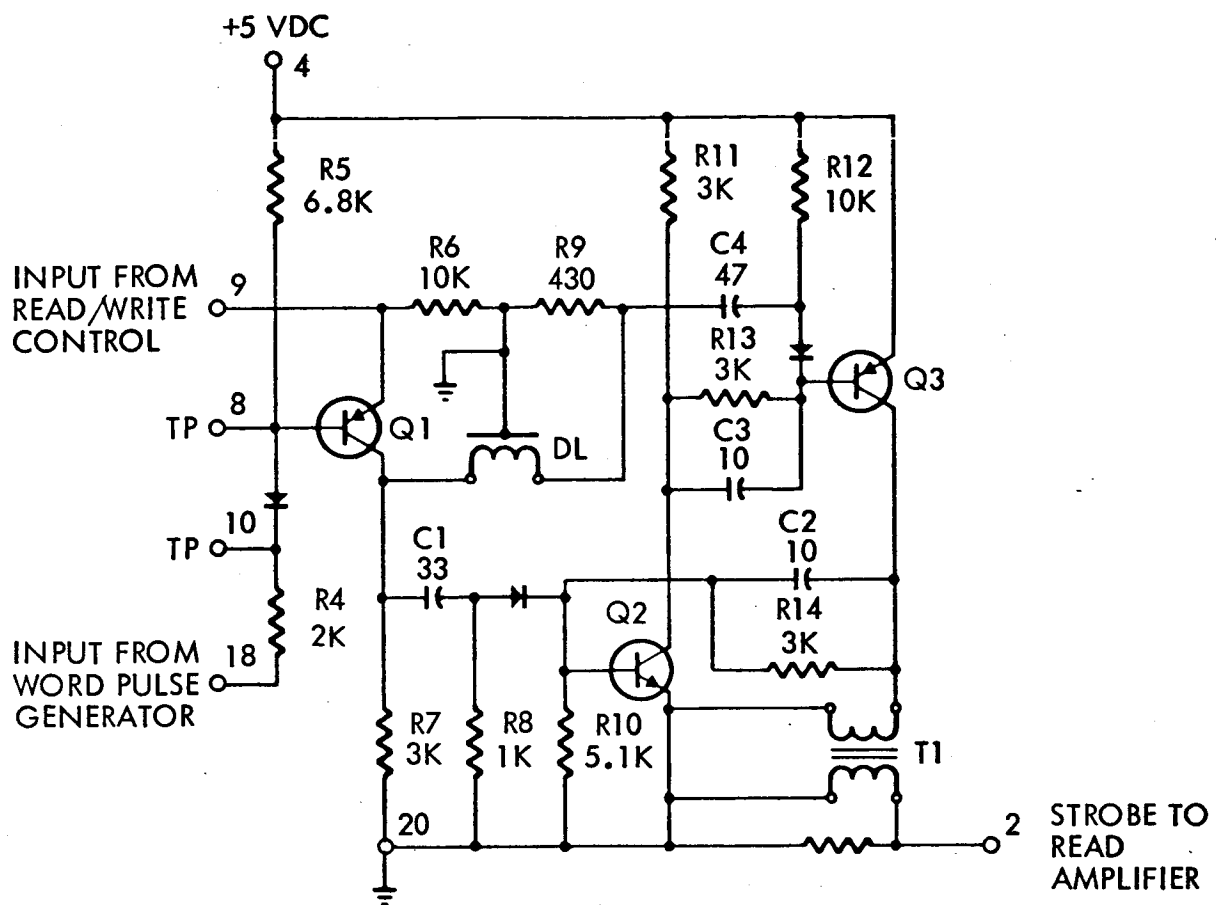 +5 VDC
4
R5
6.8K
R11
3K
R12
10K
INPUT FROM
READ/WRITE
CONTROL
9
R6
10K
R9
430
C4
47
R13
3K
Q3
TP
8
Q1
DL
C3
10
TP
10
C1
33
C2
10
R14
3K
Q2
R4
2K
INPUT FROM
WORD PULSE
GENERATOR
18
R7
3K
R8
1K
R10
5.1K
T1
20
2
STROBE TO
READ
AMPLIFIER